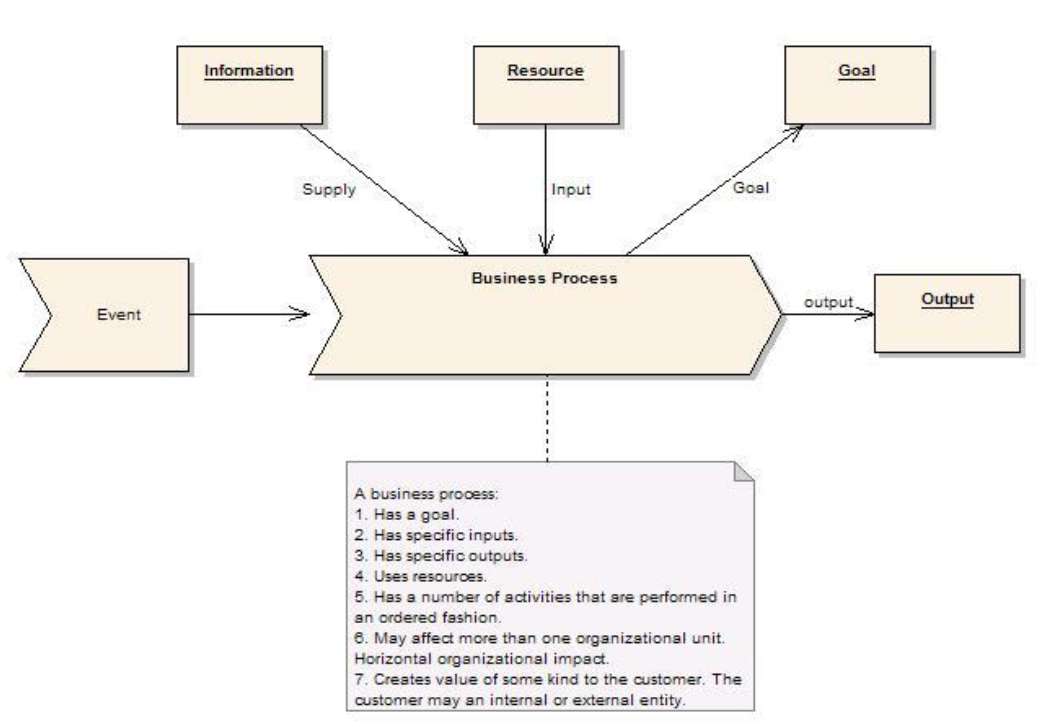 Information
Resource
Goal
Supply
Input
Goal
Business Process
Event
output
Output
A business process:
1. Has a goal.
2. Has specific inputs.
3. Has specific outputs.
4. Uses resources.
5. Has a number of activities that are performed in
an ordered fashion.
6. May affect more than one organizational unit.
Horizontal organizational impact.
7. Creates value of some kind to the customer. The
customer may an internal or external entity.